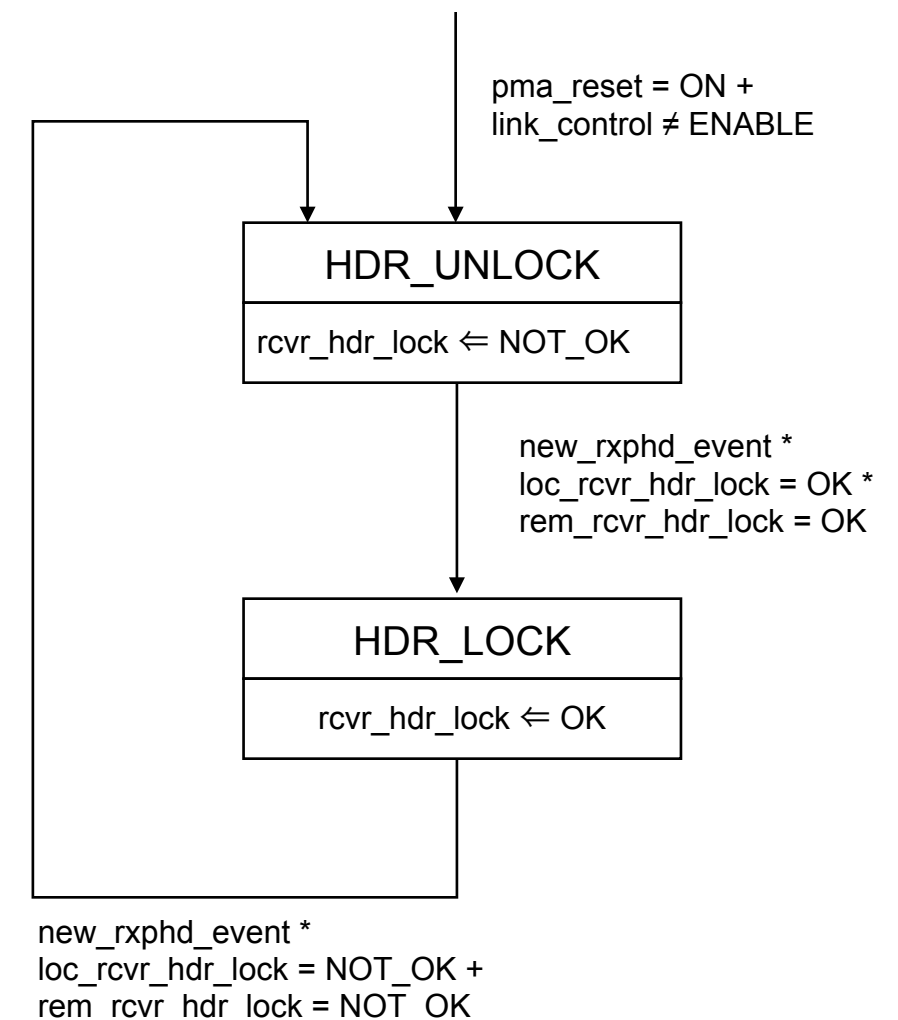 pma_reset = ON +
link_control ≠ ENABLE
HDR_UNLOCK
rcvr_hdr_lock ⇐ NOT_OK
new_rxphd_event *
loc_rcvr_hdr_lock = OK *
rem_rcvr_hdr_lock = OK
HDR_LOCK
rcvr_hdr_lock ⇐ OK
new_rxphd_event *
loc_rcvr_hdr_lock = NOT_OK +
rem_rcvr_hdr_lock = NOT_OK